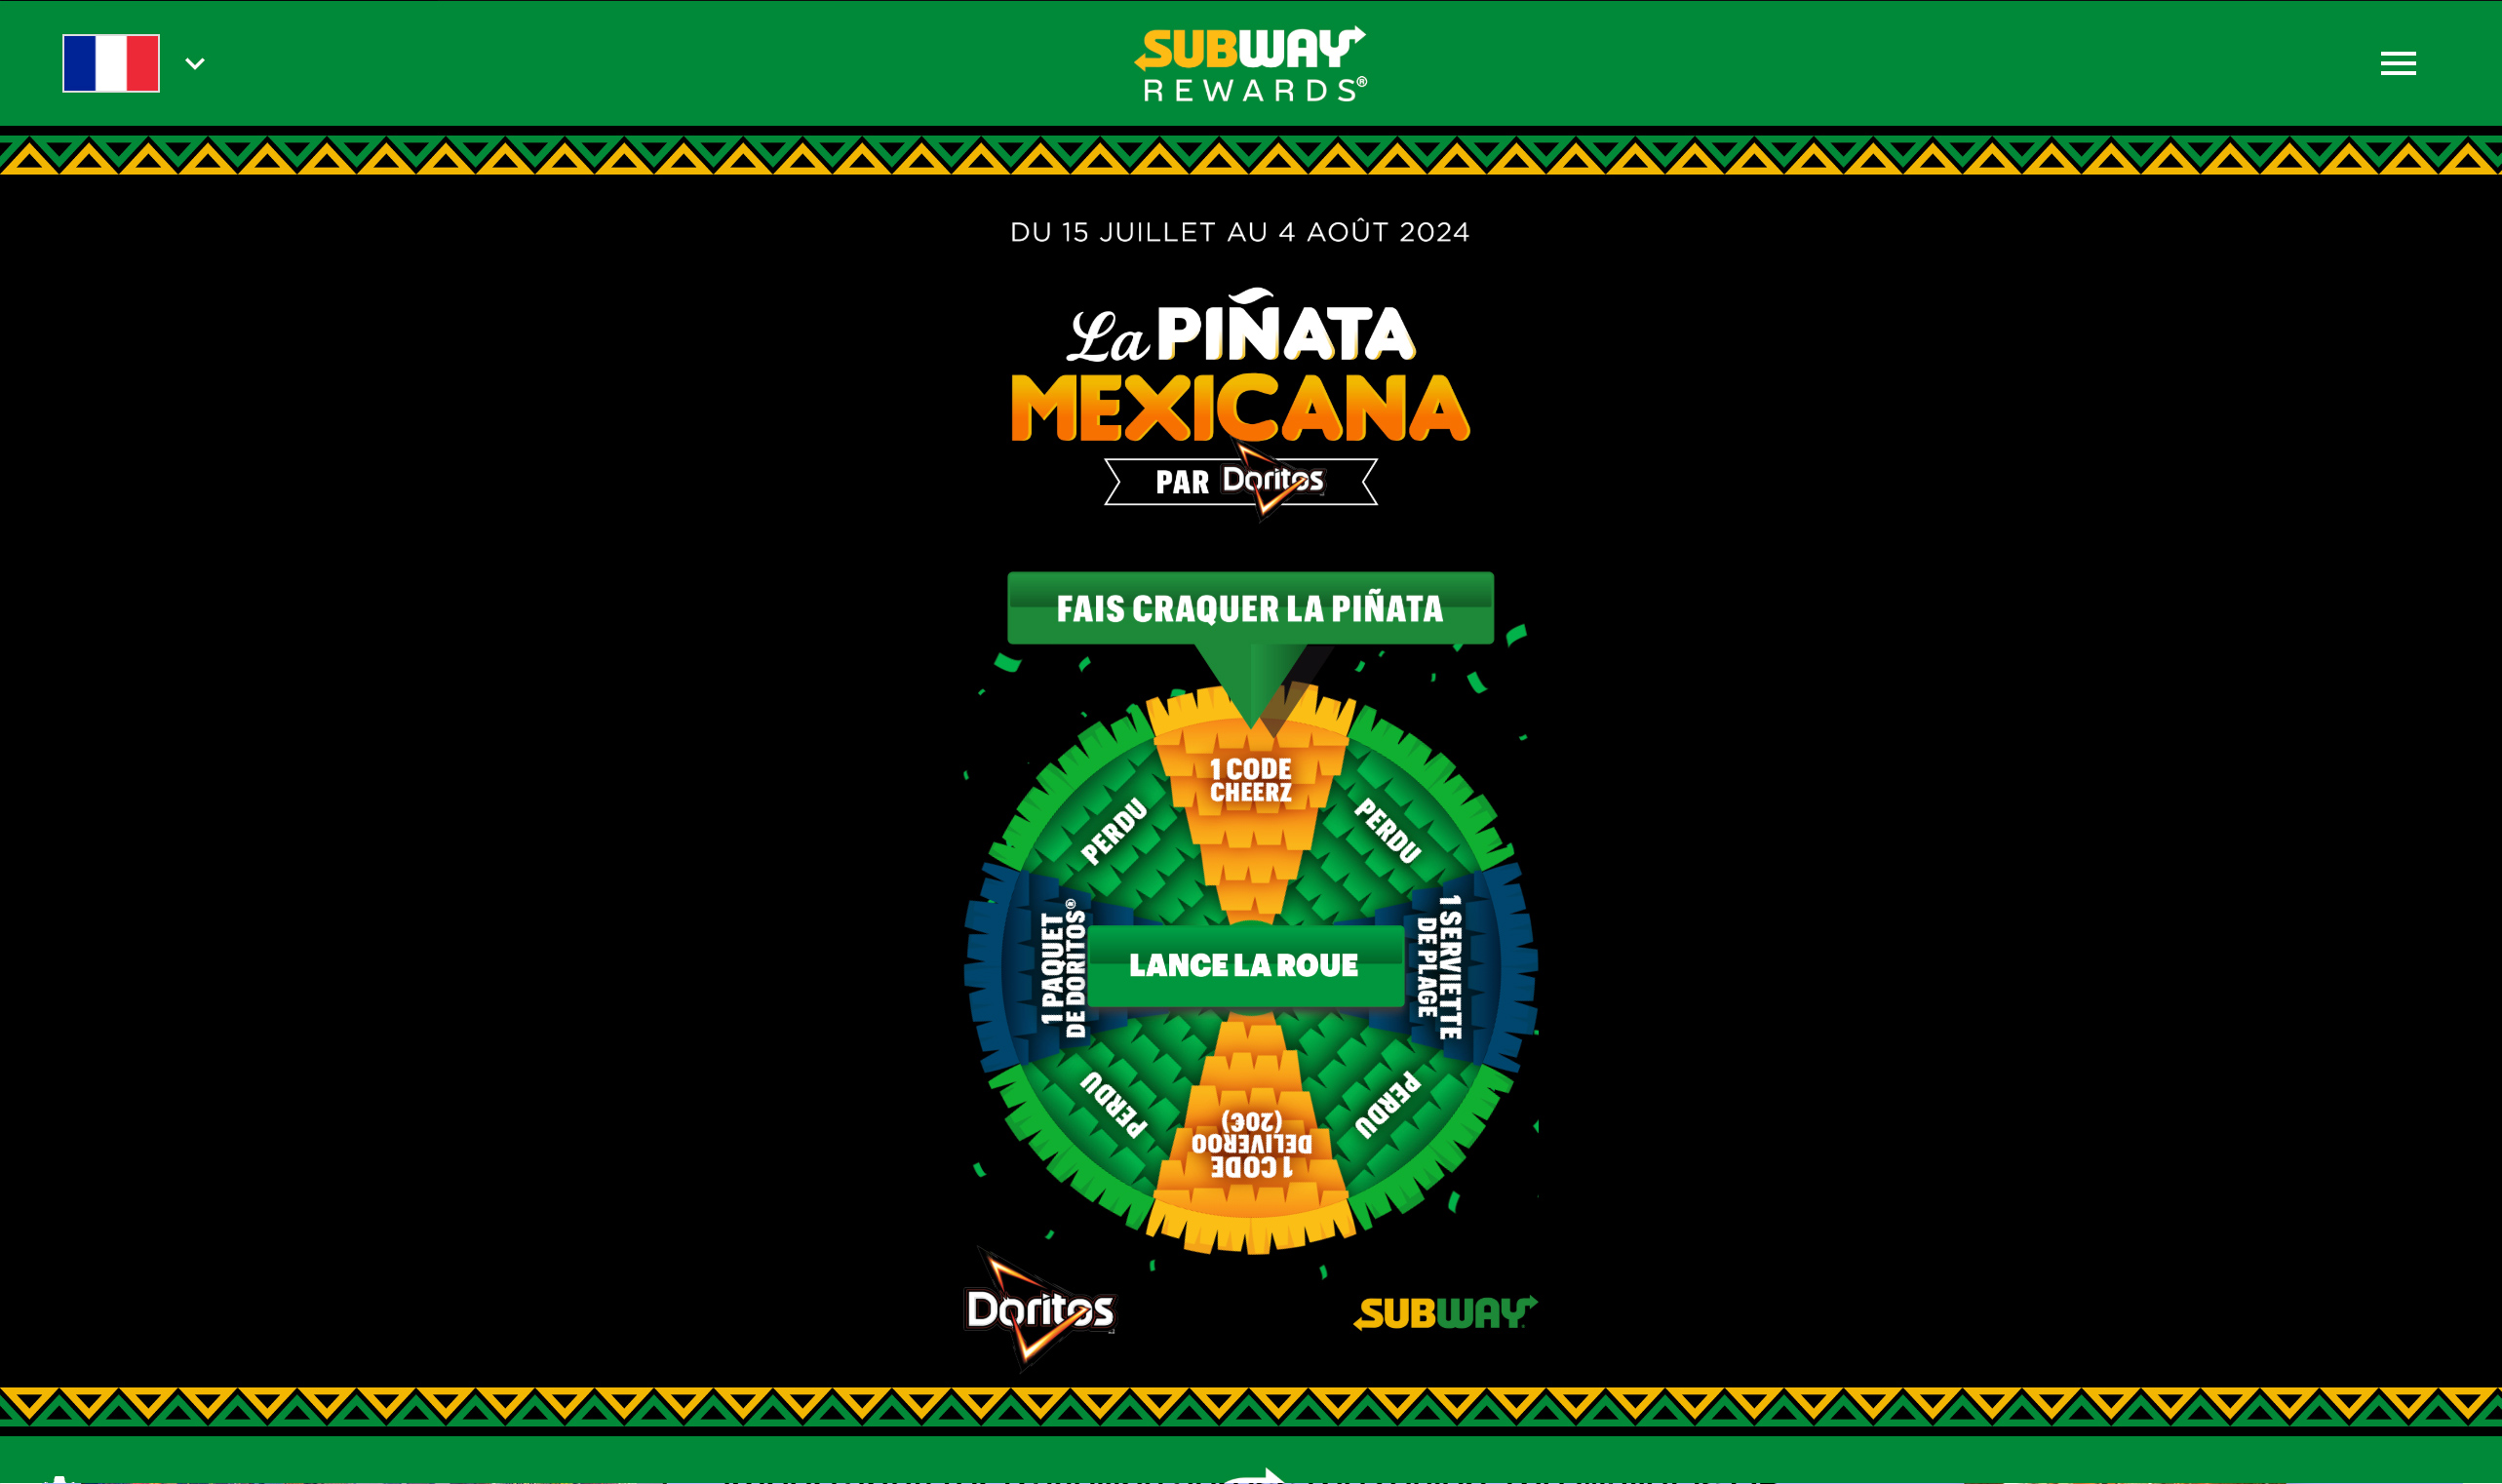 SUBWAY
REWARDS®
DU 15 JUILLET AU 4 AOÛT 2024
La PIÑATA
MEXICANA
PAR Doritos
FAIS CRAQUER LA PIÑATA
1 CODE
CHEERZ
PERDU
PERDU
1 PAQUET
DE DORITOS®
LANCE LA ROUE
1 SERVIETTE
DE PLAGE
PERDU
PERDU
1 CODE
DELIVEROO
(20€)
Doritos
SUBWAY